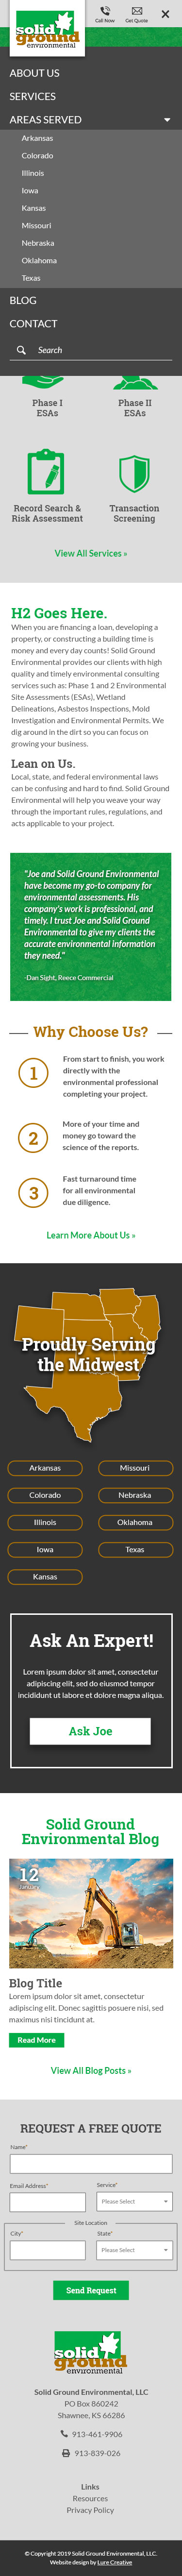 solid
ground
environmental
Call Now
Get Quote
ABOUT US
SERVICES
AREAS SERVED
Arkansas
Colorado
Illinois
Iowa
Kansas
Missouri
Nebraska
Oklahoma
Texas
BLOG
CONTACT
Search
Phase I
ESAs
Phase II
ESAs
Record Search &
Risk Assessment
Transaction
Screening
View All Services »
H2 Goes Here.
When you are financing a loan, developing a
property, or constructing a building time is
money and every day counts! Solid Ground
Environmental provides our clients with high
quality and timely environmental consulting
services such as: Phase 1 and 2 Environmental
Site Assessments (ESAs), Wetland
Delineations, Asbestos Inspections, Mold
Investigation and Environmental Permits. We
dig around in the dirt so you can focus on
growing your business.
Lean on Us.
Local, state, and federal environmental laws
can be confusing and hard to find. Solid Ground
Environmental will help you weave your way
through the important rules, regulations, and
acts applicable to your project.
"Joe and Solid Ground Environmental
have become my go-to company for
environmental assessments. His
company's work is professional, and
timely. I trust Joe and Solid Ground
Environmental to give my clients the
accurate environmental information
they need."
-Dan Sight, Reece Commercial
Why Choose Us?
1
From start to finish, you work
directly with the
environmental professional
completing your project.
2
More of your time and
money go toward the
science of the reports.
3
Fast turnaround time
for all environmental
due diligence.
Learn More About Us »
Proudly Serving
the Midwest
Arkansas
Missouri
Colorado
Nebraska
Illinois
Oklahoma
Iowa
Texas
Kansas
Ask An Expert!
Lorem ipsum dolor sit amet, consectetur
adipiscing elit, sed do eiusmod tempor
incididunt ut labore et dolore magna aliqua.
Ask Joe
Solid Ground
Environmental Blog
12
January
Blog Title
Lorem ipsum dolor sit amet, consectetur
adipiscing elit. Donec sagittis posuere nisi, sed
maximus nisi tincidunt at.
Read More
View All Blog Posts »
REQUEST A FREE QUOTE
Name*
Email Address*
Service*
Please Select
Site Location
City*
State*
Please Select
Send Request
solid
ground
environmental
Solid Ground Environmental, LLC
PO Box 860242
Shawnee, KS 66286
913-461-9906
913-839-026
Links
Resources
Privacy Policy
© Copyright 2019 Solid Ground Environmental, LLC.
Website design by Lure Creative